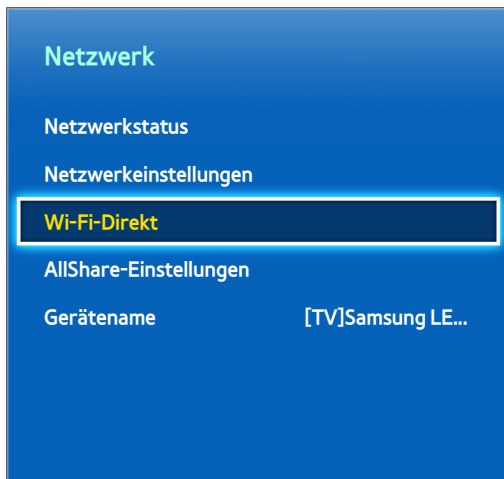 Netzwerk
Netzwerkstatus
Netzwerkeinstellungen
Wi-Fi-Direkt
AllShare-Einstellungen
Gerätename [TV]Samsung LE...